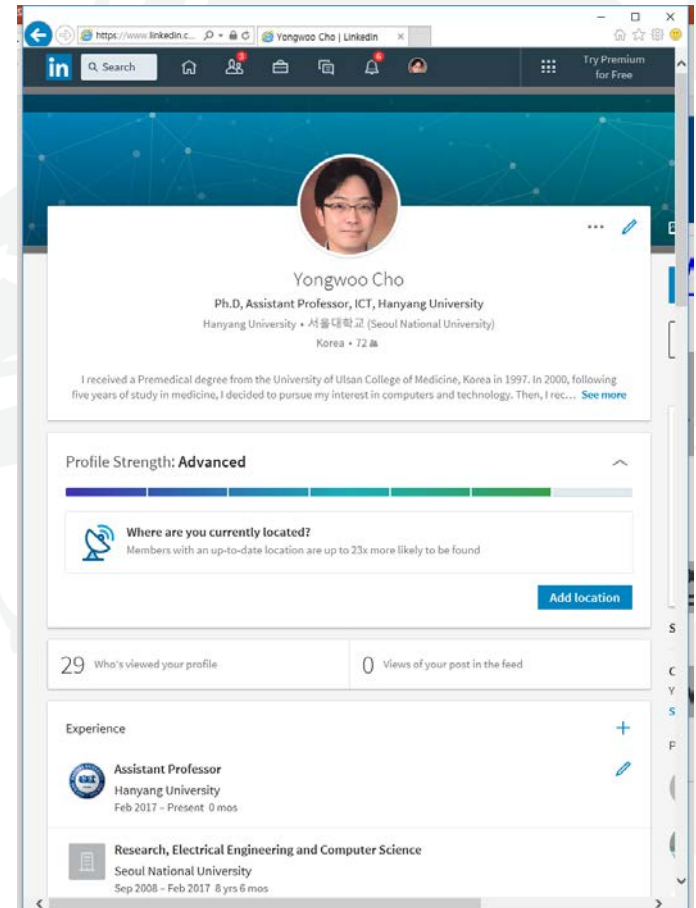 https://www.linkedin.c...
Yongwoo Cho | Linkedin
in
Search
3
6
Try Premium
for Free
Yongwoo Cho
Ph.D, Assistant Professor, ICT, Hanyang University
Hanyang University • 서울대학교 (Seoul National University)
Korea • 72
I received a Premedical degree from the University of Ulsan College of Medicine, Korea in 1997. In 2000, following
five years of study in medicine, I decided to pursue my interest in computers and technology. Then, I rec... See more
Profile Strength: Advanced
Where are you currently located?
Members with an up-to-date location are up to 23x more likely to be found
Add location
29 Who's viewed your profile
0 Views of your post in the feed
Experience
Assistant Professor
Hanyang University
Feb 2017 – Present 0 mos
Research, Electrical Engineering and Computer Science
Seoul National University
Sep 2008 – Feb 2017 8 yrs 6 mos